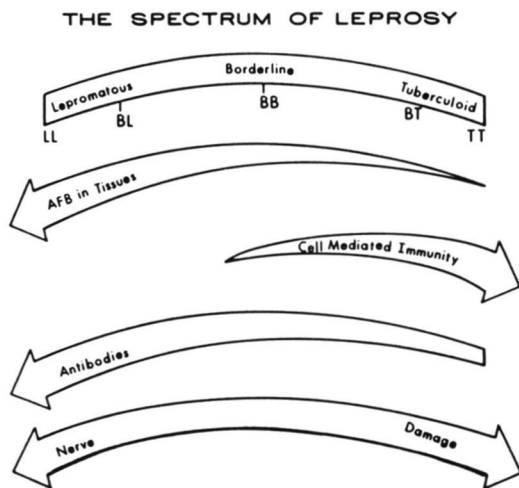 THE SPECTRUM OF LEPROSY
Lepromatous Borderline Tuberculoid
LL BL BB BT TT
AFB in Tissues
Cell Mediated Immunity
Antibodies
Nerve Damage